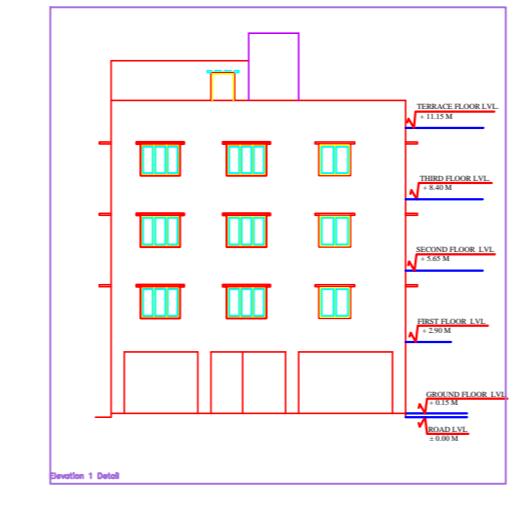 TERRACE FLOOR LVL.
+ 11.15 M
THIRD FLOOR LVL.
+ 8.40 M
SECOND FLOOR LVL.
+ 5.65 M
FIRST FLOOR LVL.
+ 2.90 M
GROUND FLOOR LVL.
+ 0.15 M
ROAD LVL.
± 0.00 M
Elevation 1 Detail